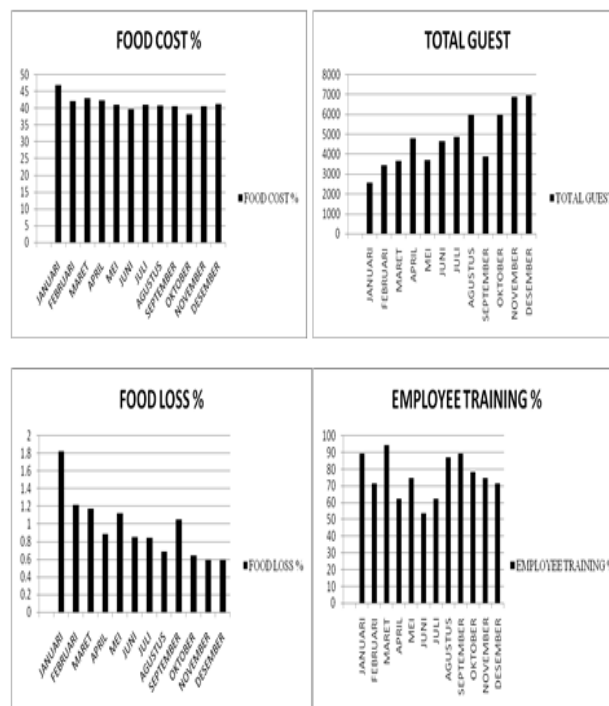 FOOD COST %
50
45
40
35
30
25
20
15
10
5
0
FOOD COST %
JANUARI
FEBRUARI
MARET
APRIL
MEI
JUNI
JULI
AGUSTUS
SEPTEMBER
OKTOBER
NOVEMBER
DESEMBER
TOTAL GUEST
8000
7000
6000
5000
4000
3000
2000
1000
0
TOTAL GUEST
JANUARI
FEBRUARI
MARET
APRIL
MEI
JUNI
JULI
AGUSTUS
SEPTEMBER
OKTOBER
NOVEMBER
DESEMBER
FOOD LOSS %
2
1.8
1.6
1.4
1.2
1
0.8
0.6
0.4
0.2
0
FOOD LOSS %
JANUARI
FEBRUARI
MARET
APRIL
MEI
JUNI
JULI
AGUSTUS
SEPTEMBER
OKTOBER
NOVEMBER
DESEMBER
EMPLOYEE TRAINING %
100
90
80
70
60
50
40
30
20
10
0
EMPLOYEE TRAINING %
JANUARI
FEBRUARI
MARET
APRIL
MEI
JUNI
JULI
AGUSTUS
SEPTEMBER
OKTOBER
NOVEMBER
DESEMBER